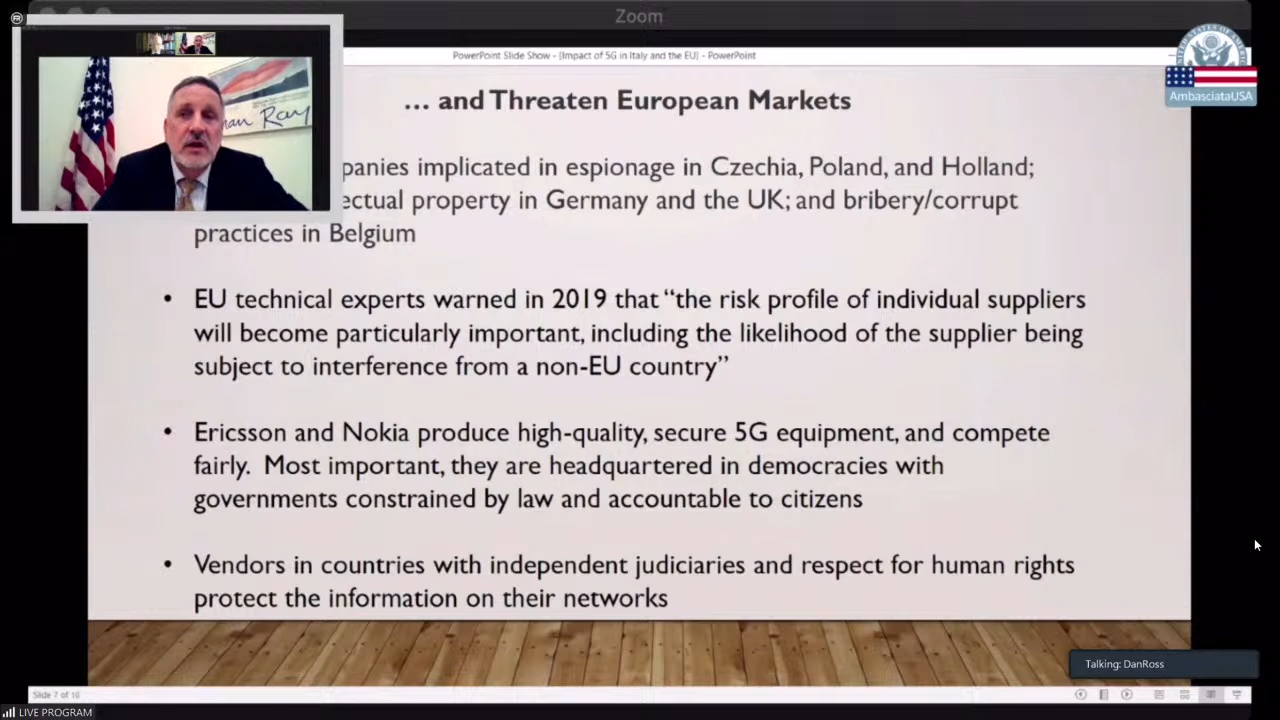 Zoom
PowerPoint Slide Show - [Impact of 5G in Italy and the EU] - PowerPoint
AmbasciataUSA
… and Threaten European Markets
panies implicated in espionage in Czechia, Poland, and Holland;
ectual property in Germany and the UK; and bribery/corrupt
practices in Belgium
• EU technical experts warned in 2019 that “the risk profile of individual suppliers
will become particularly important, including the likelihood of the supplier being
subject to interference from a non-EU country”
• Ericsson and Nokia produce high-quality, secure 5G equipment, and compete
fairly. Most important, they are headquartered in democracies with
governments constrained by law and accountable to citizens
• Vendors in countries with independent judiciaries and respect for human rights
protect the information on their networks
Talking: DanRoss
Slide 7 of 10
LIVE PROGRAM